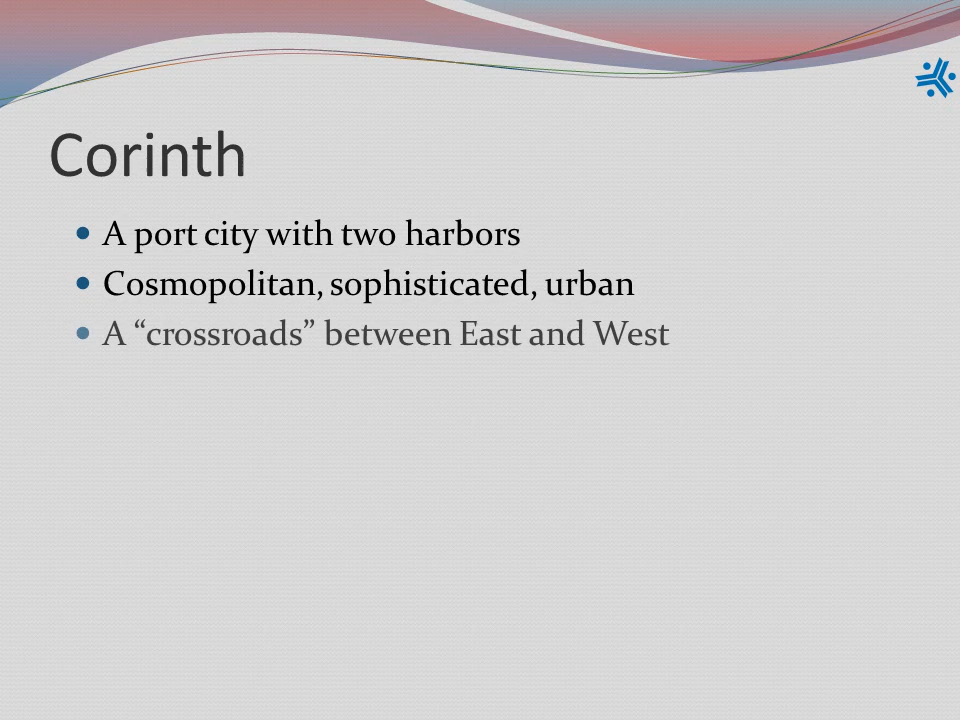 Corinth
A port city with two harbors
Cosmopolitan, sophisticated, urban
A “crossroads” between East and West